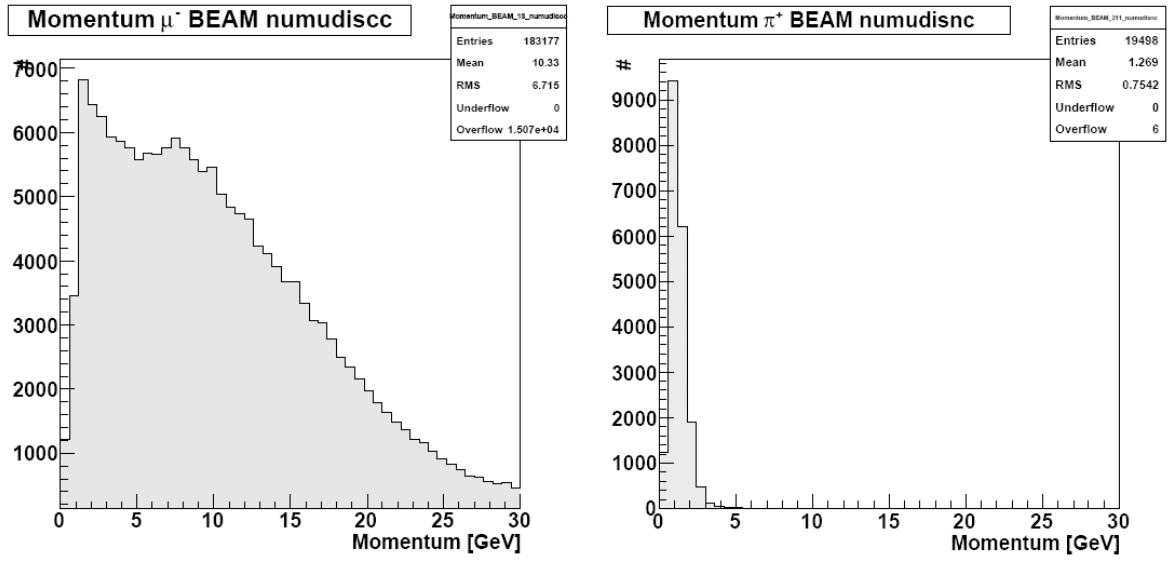 Momentum μ- BEAM numudiscc
Momentum_BEAM_13_numudiscc
Entries 183177
Mean 10.33
RMS 6.715
Underflow 0
Overflow 1.507e+04
#
7000
6000
5000
4000
3000
2000
1000
0 5 10 15 20 25 30
Momentum [GeV]
Momentum π+ BEAM numudisnc
Momentum_BEAM_211_numudisnc
Entries 19498
Mean 1.269
RMS 0.7542
Underflow 0
Overflow 6
#
9000
8000
7000
6000
5000
4000
3000
2000
1000
0
0 5 10 15 20 25 30
Momentum [GeV]